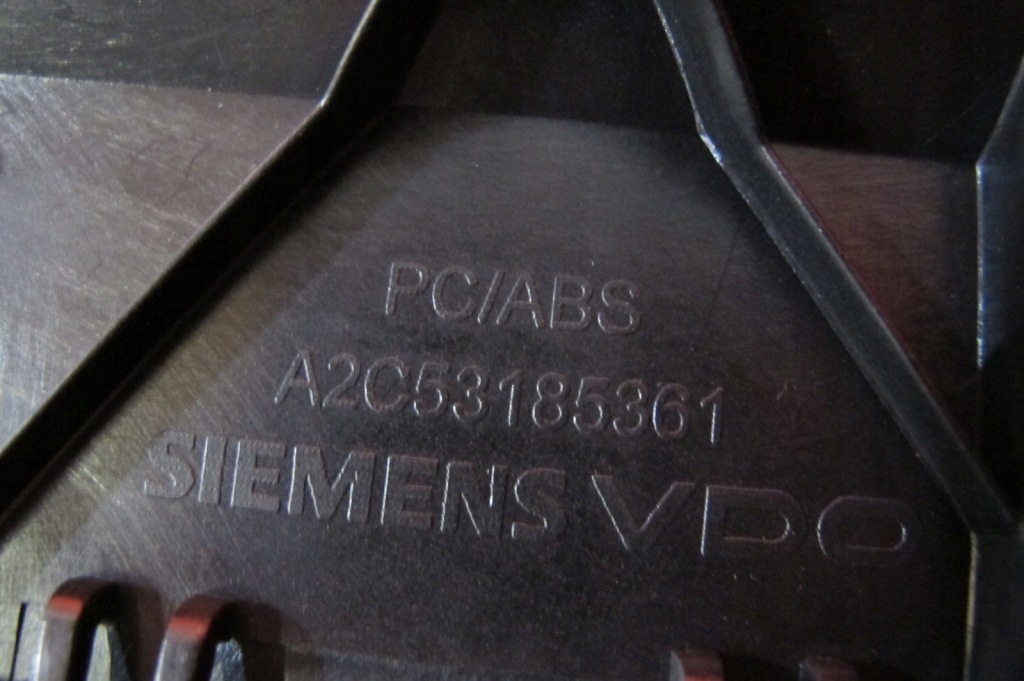 PC/ABS
A2C53185361
SIEMENS VDO